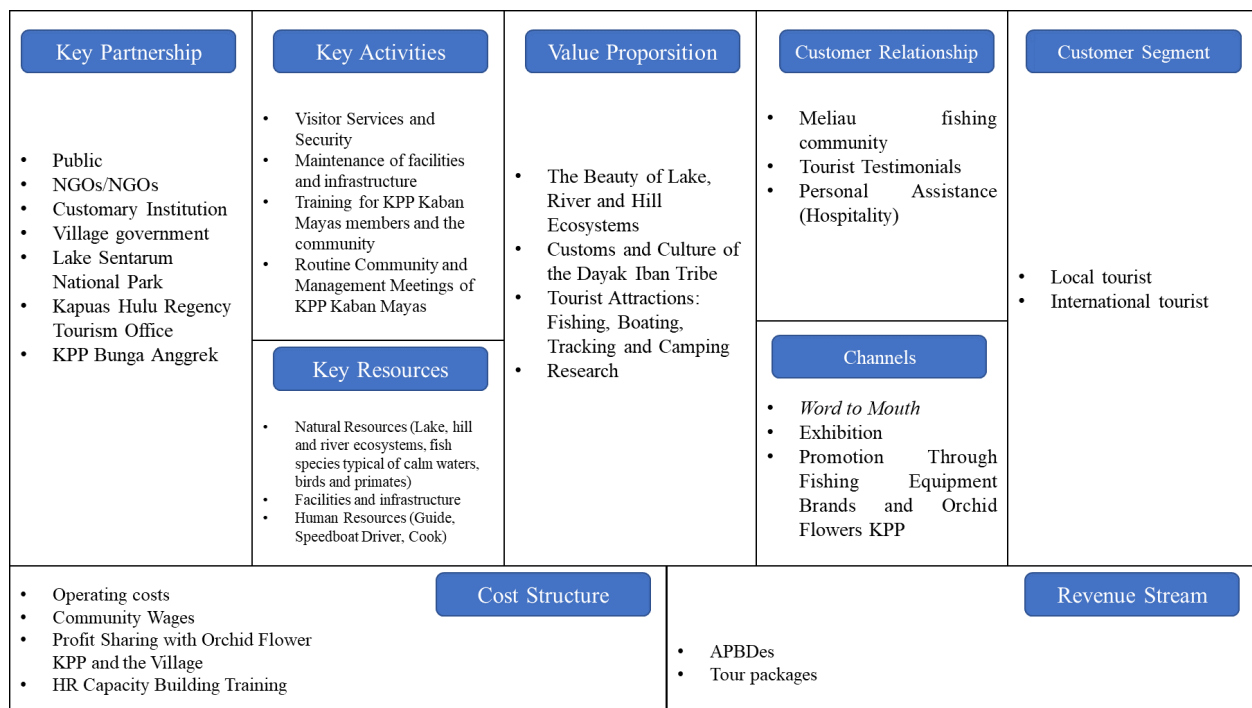 Key Partnership
• Public
• NGOs/NGOs
• Customary Institution
• Village government
• Lake Sentarum
National Park
• Kapuas Hulu Regency
Tourism Office
• KPP Bunga Anggrek
Key Activities
• Visitor Services and
Security
• Maintenance of facilities
and infrastructure
• Training for KPP Kaban
Mayas members and the
community
• Routine Community and
Management Meetings of
KPP Kaban Mayas
Key Resources
• Natural Resources (Lake, hill
and river ecosystems, fish
species typical of calm waters,
birds and primates)
• Facilities and infrastructure
• Human Resources (Guide,
Speedboat Driver, Cook)
Value Proporsition
• The Beauty of Lake,
River and Hill
Ecosystems
• Customs and Culture of
the Dayak Iban Tribe
• Tourist Attractions:
Fishing, Boating,
Tracking and Camping
• Research
Customer Relationship
• Meliau fishing
community
• Tourist Testimonials
• Personal Assistance
(Hospitality)
Channels
• Word to Mouth
• Exhibition
• Promotion Through
Fishing Equipment
Brands and Orchid
Flowers KPP
Customer Segment
• Local tourist
• International tourist
Cost Structure
• Operating costs
• Community Wages
• Profit Sharing with Orchid Flower
KPP and the Village
• HR Capacity Building Training
Revenue Stream
• APBDes
• Tour packages